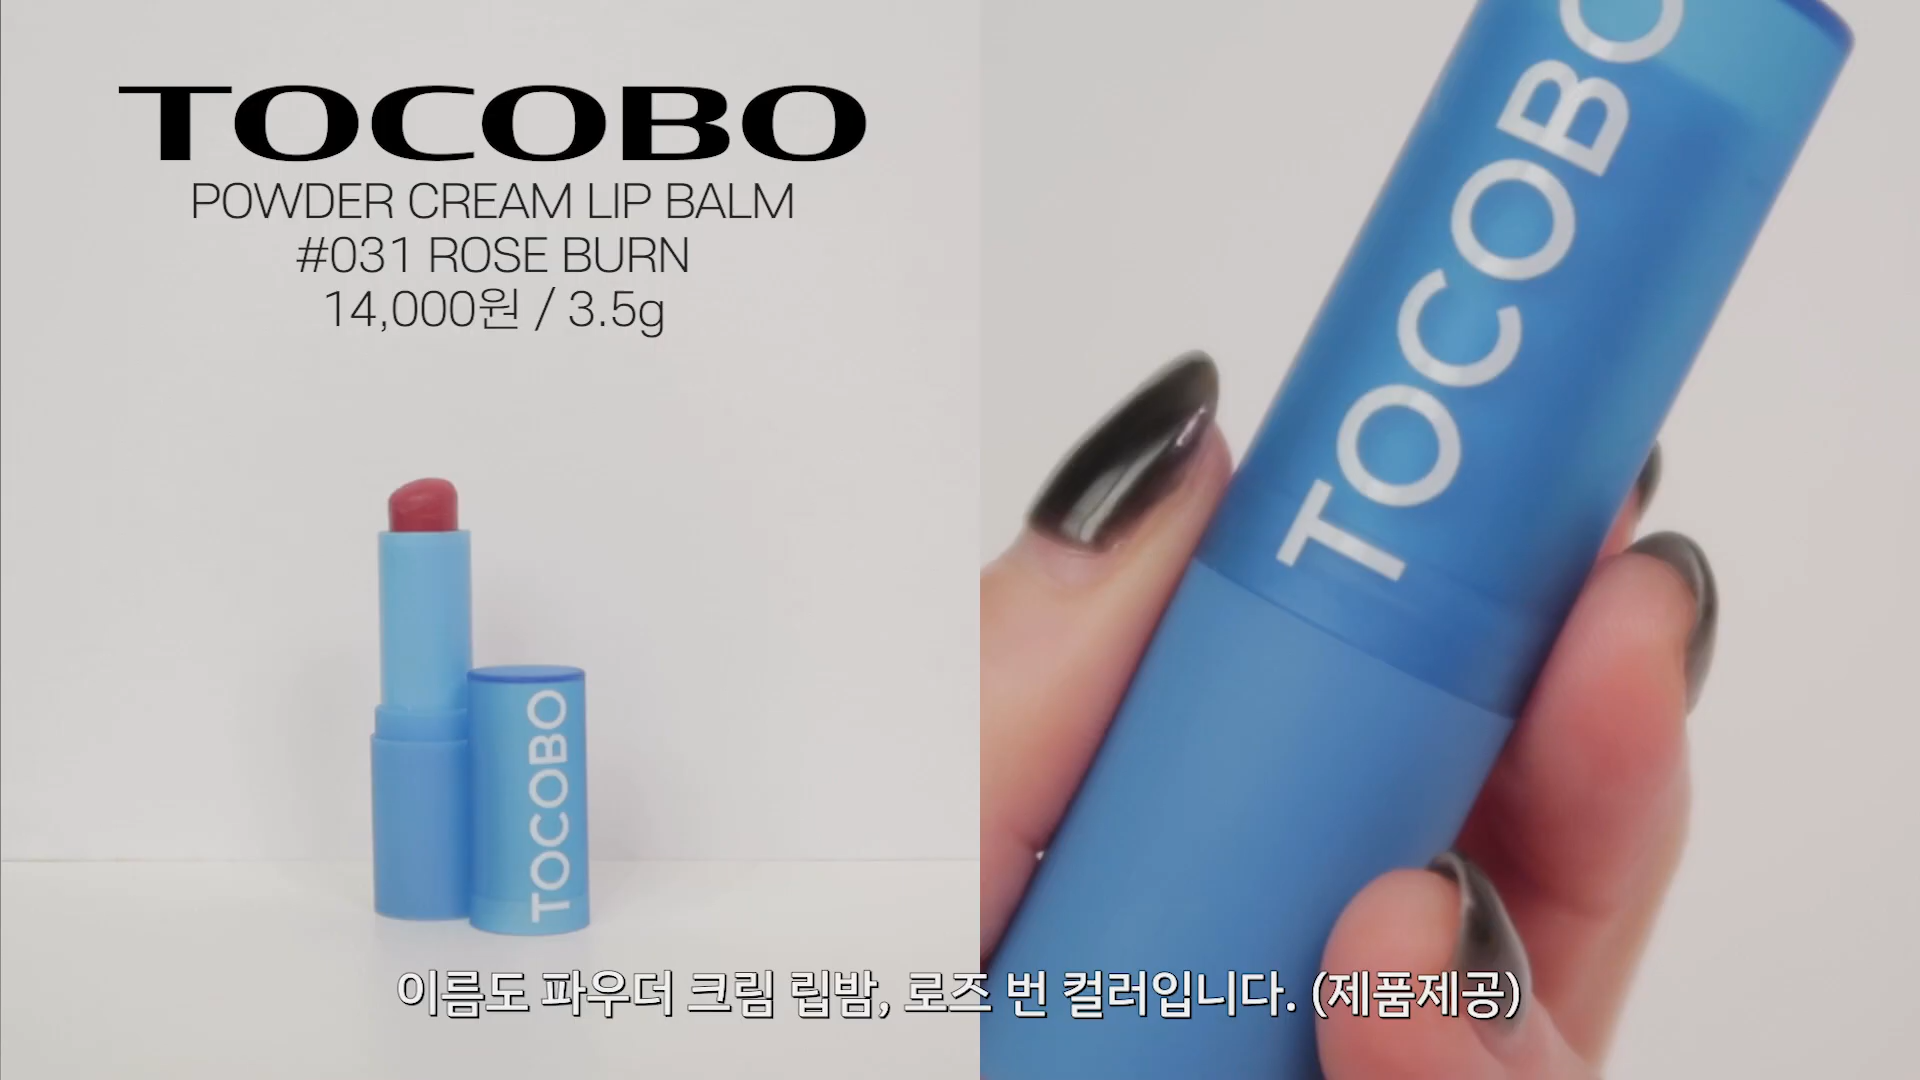 TOCOBO
POWDER CREAM LIP BALM
#031 ROSE BURN
14,000원 / 3.5g
TOCOBO
TOCOBO
이름도 파우더 크림 립밤, 로즈 번 컬러입니다. (제품제공)